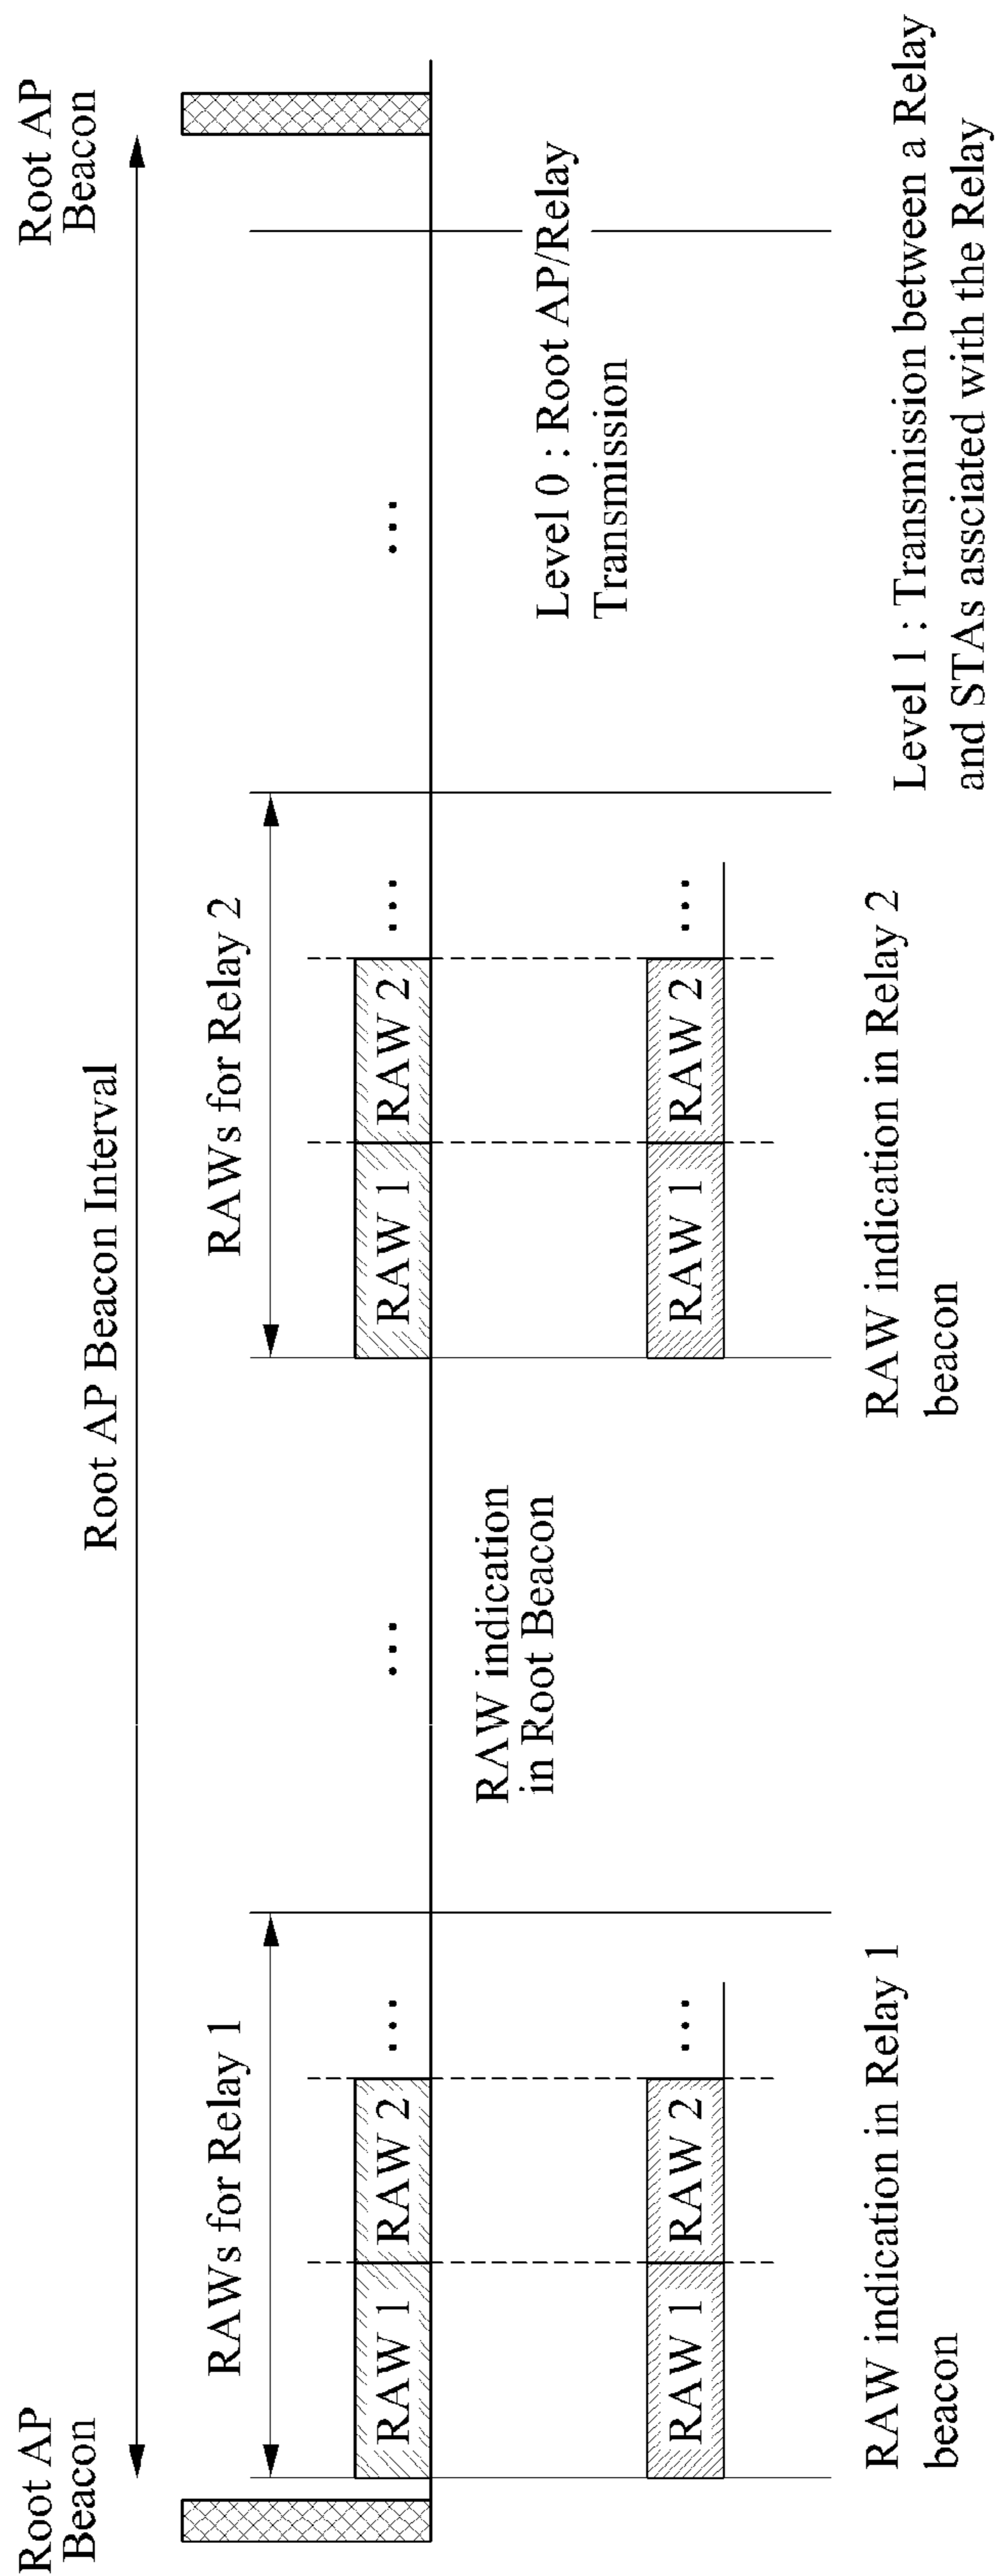 Root AP
Beacon
Root AP
Beacon
Root AP Beacon Interval
RAWs for Relay 1
RAWs for Relay 2
RAW 1
RAW 2
...
...
RAW 1
RAW 2
...
...
RAW indication
in Root Beacon
Level 0 : Root AP/Relay
Transmission
RAW 1
RAW 2
...
RAW 1
RAW 2
...
RAW indication in Relay 1
beacon
RAW indication in Relay 2
beacon
Level 1 : Transmission between a Relay
and STAs assciated with the Relay